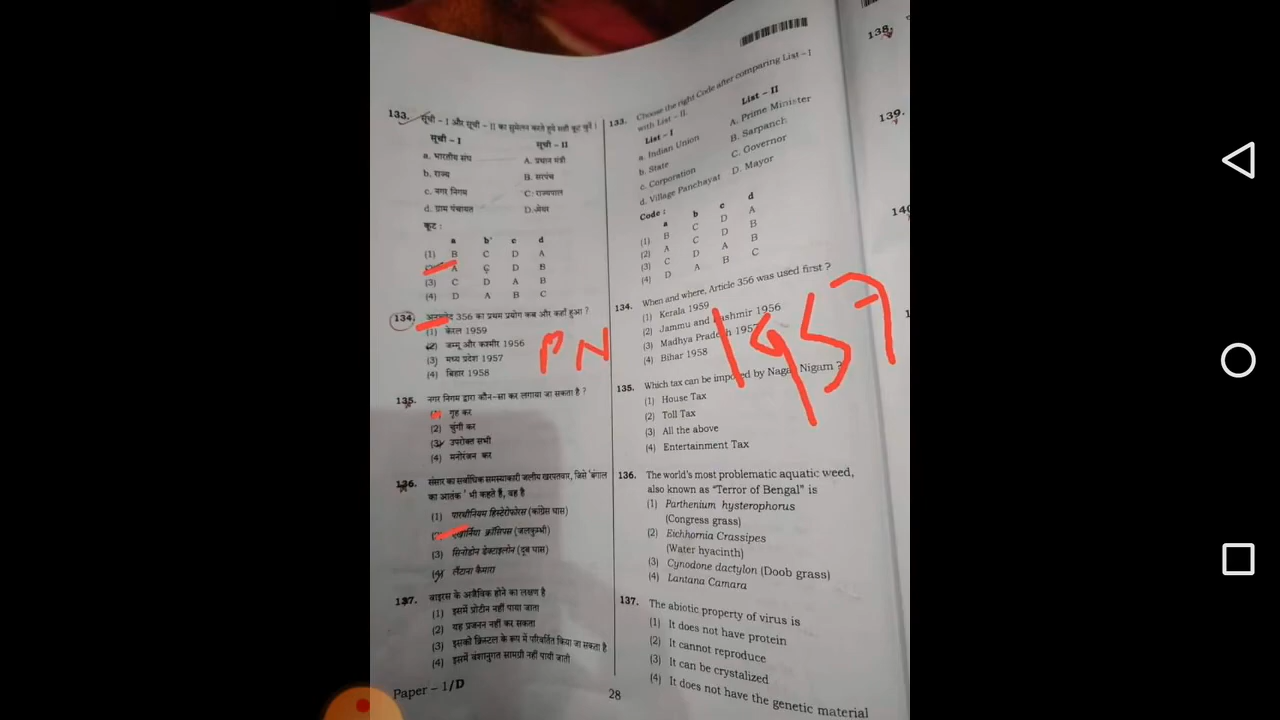 133. सूची - I और सूची - II का सुमेलन करते हुये सही कूट चुनें।
सूची - I सूची - II
a. भारतीय संघ A. प्रधान मंत्री
b. राज्य B. सरपंच
c. नगर निगम C. राज्यपाल
d. ग्राम पंचायत D. मेयर
कूट :
a b c d
(1) B C D A
A C D B
(3) C D A B
(4) D A B C
134. 356 का प्रथम प्रयोग कब और कहाँ हुआ ?
(1) केरल 1959
(2) जम्मू और कश्मीर 1956
(3) मध्य प्रदेश 1957
(4) बिहार 1958
135. नगर निगम द्वारा कौन-सा कर लगाया जा सकता है ?
(1) गृह कर
(2) चुंगी कर
(3) उपरोक्त सभी
(4) मनोरंजन कर
136. संसार का सर्वाधिक समस्याकारी जलीय खरपतवार, जिसे 'बंगाल
का आतंक' भी कहते हैं, वह है
(1) पारथीनियम हिस्टेरोफोरस (कांग्रेस घास)
क्रॉसिपस (जलकुम्भी)
(3) सिनोडोन डेक्टाइलोन (दूब घास)
(4) लैंटाना कैमारा
137. वाइरस के अजैविक होने का लक्षण है
(1) इसमें प्रोटीन नहीं पाया जाता
(2) यह प्रजनन नहीं कर सकता
(3) इसको क्रिस्टल के रूप में परिवर्तित किया जा सकता है
(4) इसमें वंशानुगत सामग्री नहीं पायी जाती
Paper - 1/D
28
133. Choose the right Code after comparing List - I
with List - II.
List - I List - II
a. Indian Union A. Prime Minister
b. State B. Sarpanch
c. Corporation C. Governor
d. Village Panchayat D. Mayor
Code :
a b c d
(1) B C D A
(2) A C D B
(3) C D A B
(4) D A B C
134. When and where, Article 356 was used first ?
(1) Kerala 1959
(2) Jammu and Kashmir 1956
(3) Madhya Pradesh 1957
(4) Bihar 1958
PN
1957
135. Which tax can be imposed by Nagar Nigam ?
(1) House Tax
(2) Toll Tax
(3) All the above
(4) Entertainment Tax
136. The world's most problematic aquatic weed,
also known as "Terror of Bengal" is
(1) Parthenium hysterophorus
(Congress grass)
(2) Eichhornia Crassipes
(Water hyacinth)
(3) Cynodone dactylon (Doob grass)
(4) Lantana Camara
137. The abiotic property of virus is
(1) It does not have protein
(2) It cannot reproduce
(3) It can be crystalized
(4) It does not have the genetic material
138.
139.